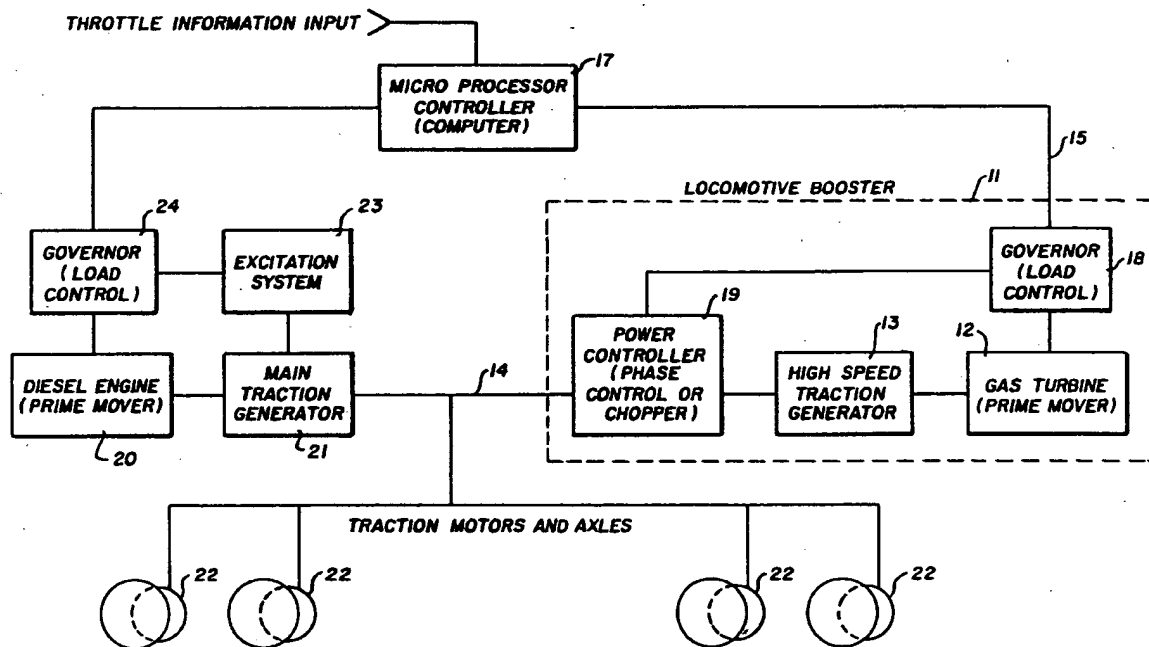 THROTTLE INFORMATION INPUT
17
MICRO PROCESSOR
CONTROLLER
(COMPUTER)
15
LOCOMOTIVE BOOSTER
11
24
23
GOVERNOR
(LOAD
CONTROL)
EXCITATION
SYSTEM
GOVERNOR
(LOAD
CONTROL)
18
19
POWER
CONTROLLER
(PHASE
CONTROL OR
CHOPPER)
13
HIGH SPEED
TRACTION
GENERATOR
12
GAS TURBINE
(PRIME MOVER)
DIESEL ENGINE
(PRIME MOVER)
20
MAIN
TRACTION
GENERATOR
21
14
TRACTION MOTORS AND AXLES
22
22
22
22